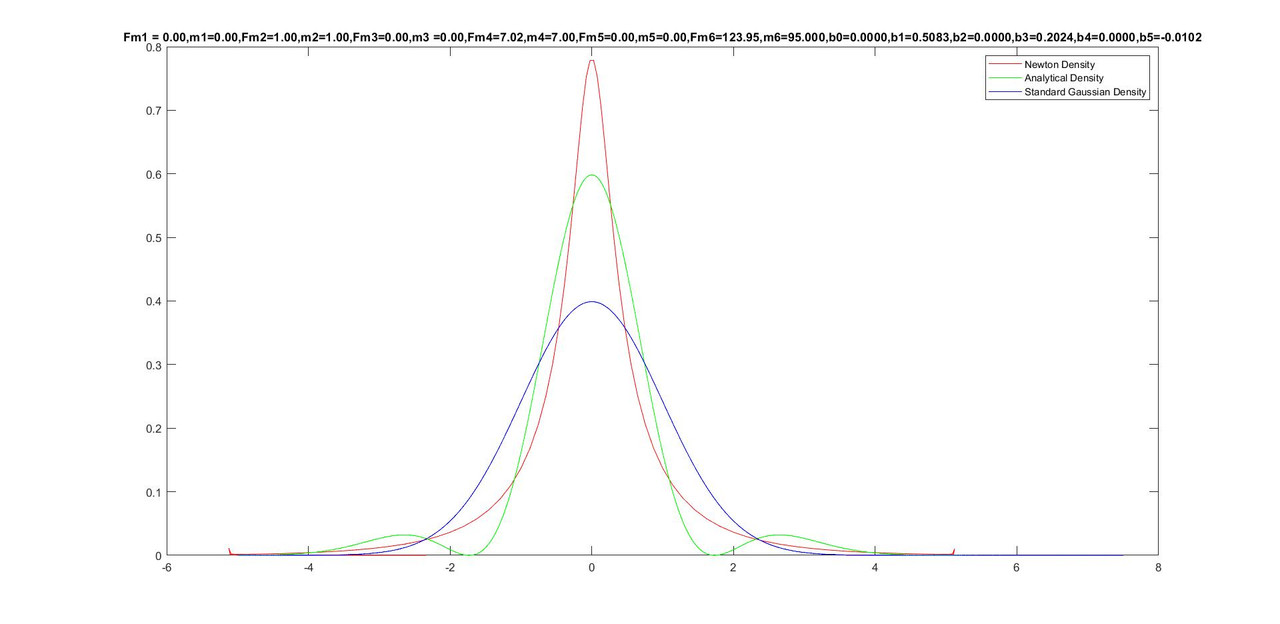 Fm1 = 0.00,m1=0.00,Fm2=1.00,m2=1.00,Fm3=0.00,m3 =0.00,Fm4=7.02,m4=7.00,Fm5=0.00,m5=0.00,Fm6=123.95,m6=95.000,b0=0.0000,b1=0.5083,b2=0.0000,b3=0.2024,b4=0.0000,b5=-0.0102
Newton Density
Analytical Density
Standard Gaussian Density
0.8
0.7
0.6
0.5
0.4
0.3
0.2
0.1
0
-6 -4 -2 0 2 4 6 8